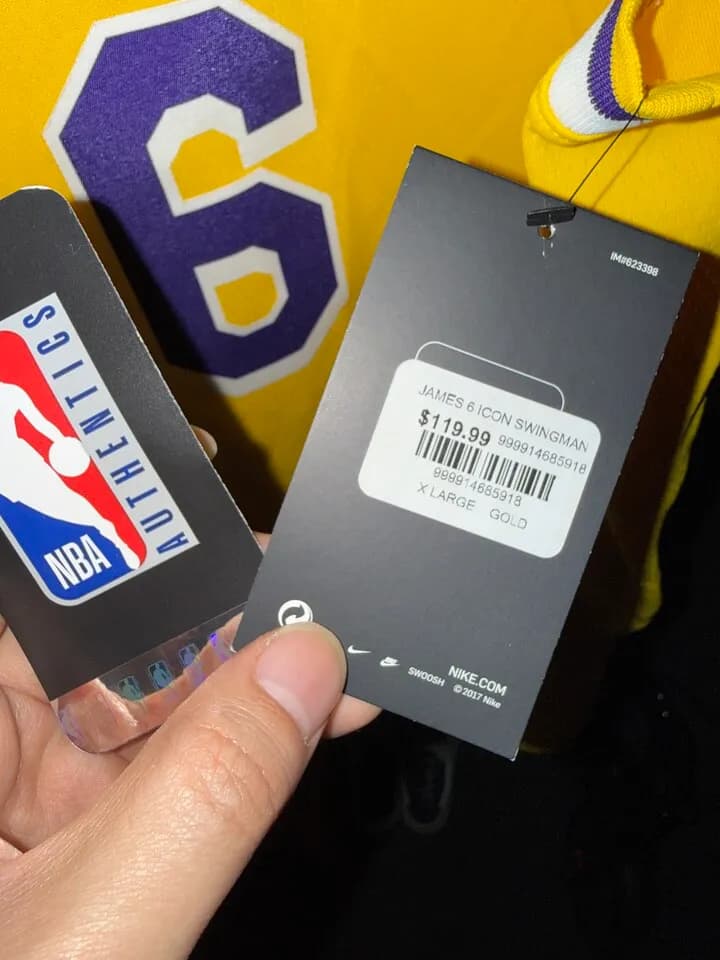 6
AUTHENTICS
NBA
IM#623398
JAMES 6 ICON SWINGMAN
$119.99 999914685918
999914685918
X LARGE GOLD
SWOOSH
NIKE.COM
©2017 Nike